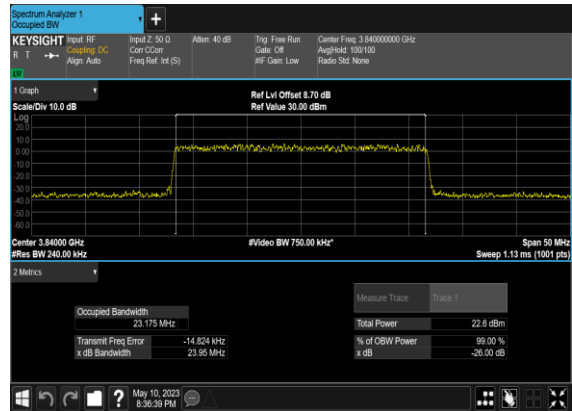 Spectrum Analyzer 1
Occupied BW
+
KEYSIGHT Input: RF Input Z: 50 Ω Atten: 40 dB Trig: Free Run Center Freq: 3.840000000 GHz
R T Coupling: DC Corr CCorr Gate: Off Avg|Hold: 100/100
Align: Auto Freq Ref: Int (S) #IF Gain: Low Radio Std: None
1 Graph
Ref Lvl Offset 8.70 dB
Scale/Div 10.0 dB Ref Value 30.00 dBm
Log
20.0
10.0
0.00
-10.0
-20.0
-30.0
-40.0
-50.0
-60.0
Center 3.84000 GHz #Video BW 750.00 kHz* Span 50 MHz
#Res BW 240.00 kHz Sweep 1.13 ms (1001 pts)
2 Metrics
Measure Trace Trace 1
Occupied Bandwidth
23.175 MHz Total Power 22.6 dBm
Transmit Freq Error -14.824 kHz % of OBW Power 99.00 %
x dB Bandwidth 23.95 MHz x dB -26.00 dB
? May 10, 2023
8:36:39 PM